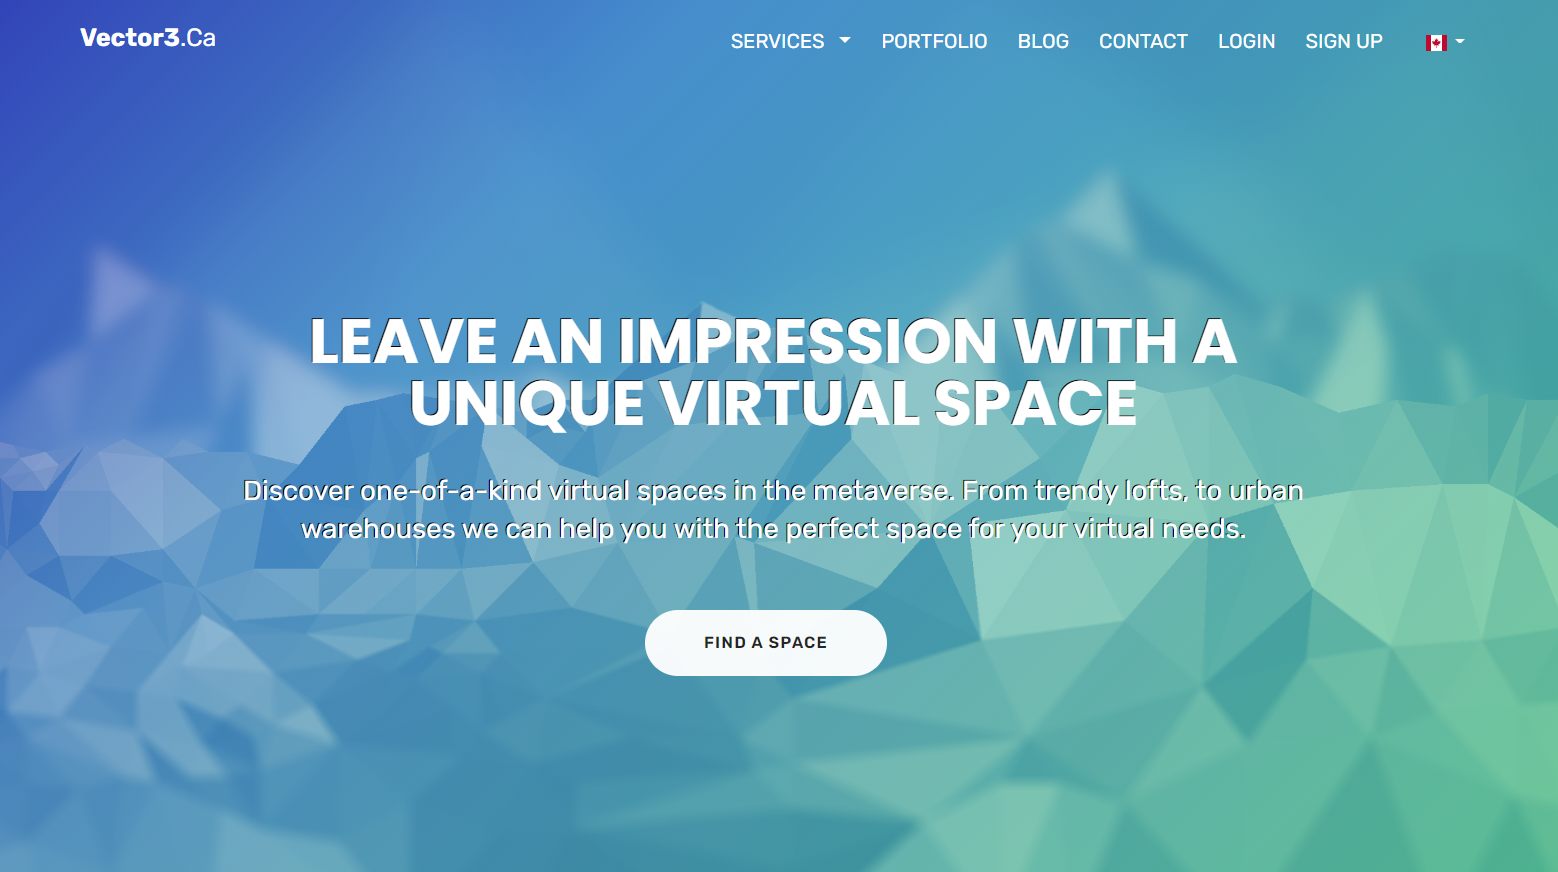 Vector3.Ca
SERVICES PORTFOLIO BLOG CONTACT LOGIN SIGN UP
LEAVE AN IMPRESSION WITH A
UNIQUE VIRTUAL SPACE
Discover one-of-a-kind virtual spaces in the metaverse. From trendy lofts, to urban
warehouses we can help you with the perfect space for your virtual needs.
FIND A SPACE